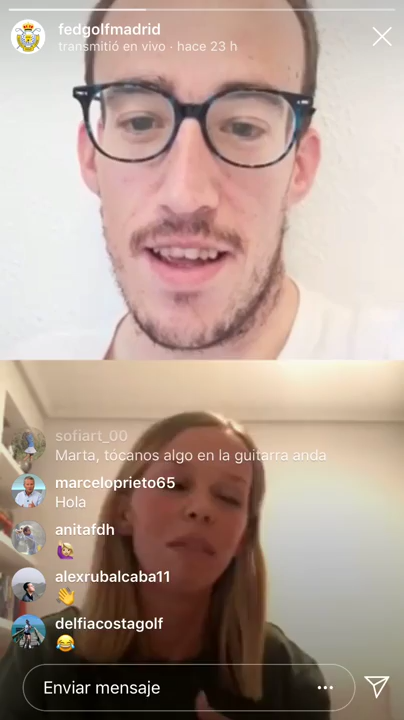 fedgolfmadrid
transmitió en vivo · hace 23 h
sofiart_00
Marta, tócanos algo en la guitarra anda
marceloprieto65
Hola
anitafdh
🙋🏼‍♀️
alexrubalcaba11
👋
delfiacostagolf
😂
Enviar mensaje